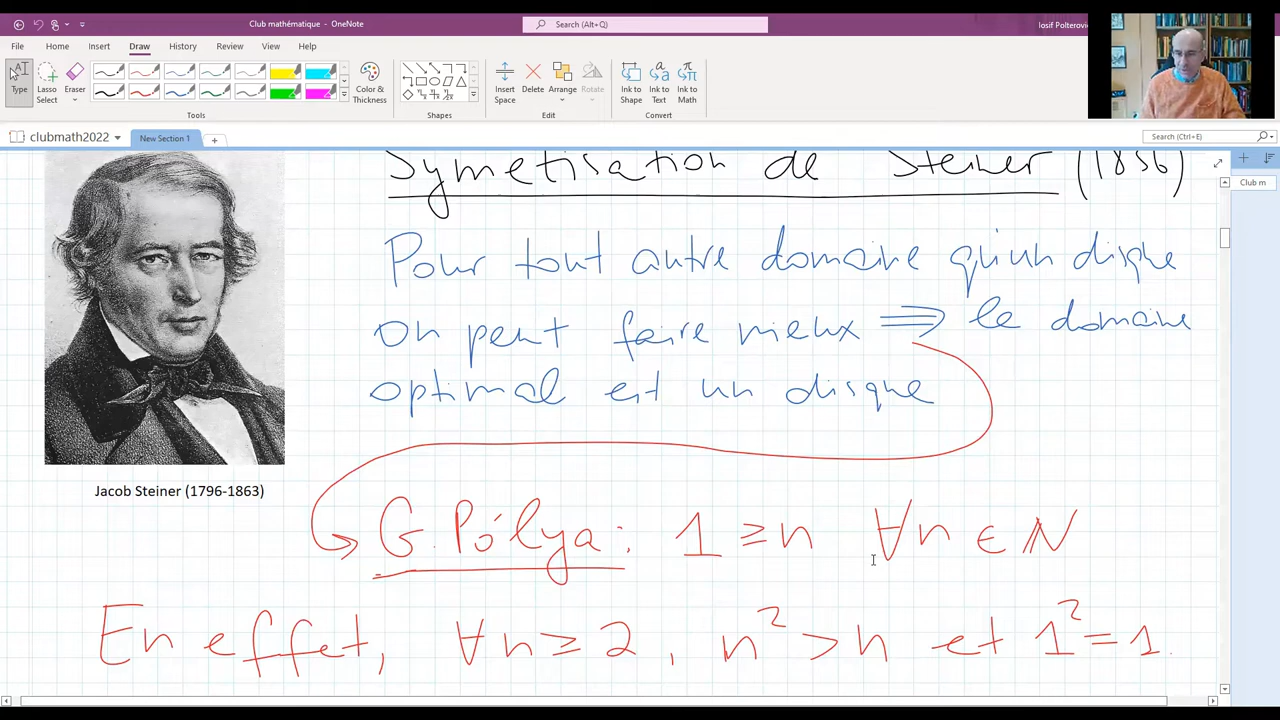 Club mathématique - OneNote
Search (Alt+Q)
Iosif Polterovi
File Home Insert Draw History Review View Help
Type
Lasso Select
Eraser
Color & Thickness
Insert Space
Delete
Arrange
Rotate
Ink to Shape
Ink to Text
Ink to Math
Tools
Shapes
Edit
Convert
clubmath2022
New Section 1
Search (Ctrl+E)
Club m
Symetisation de Steiner (1836)
Pour tout autre domaine qu'un disque
on peut faire mieux ⇒ le domaine
optimal est un disque
Jacob Steiner (1796-1863)
G. Pólya: 1 ≥ n ∀n ∈ ℕ
En effet, ∀n ≥ 2, n² > n et 1² = 1.